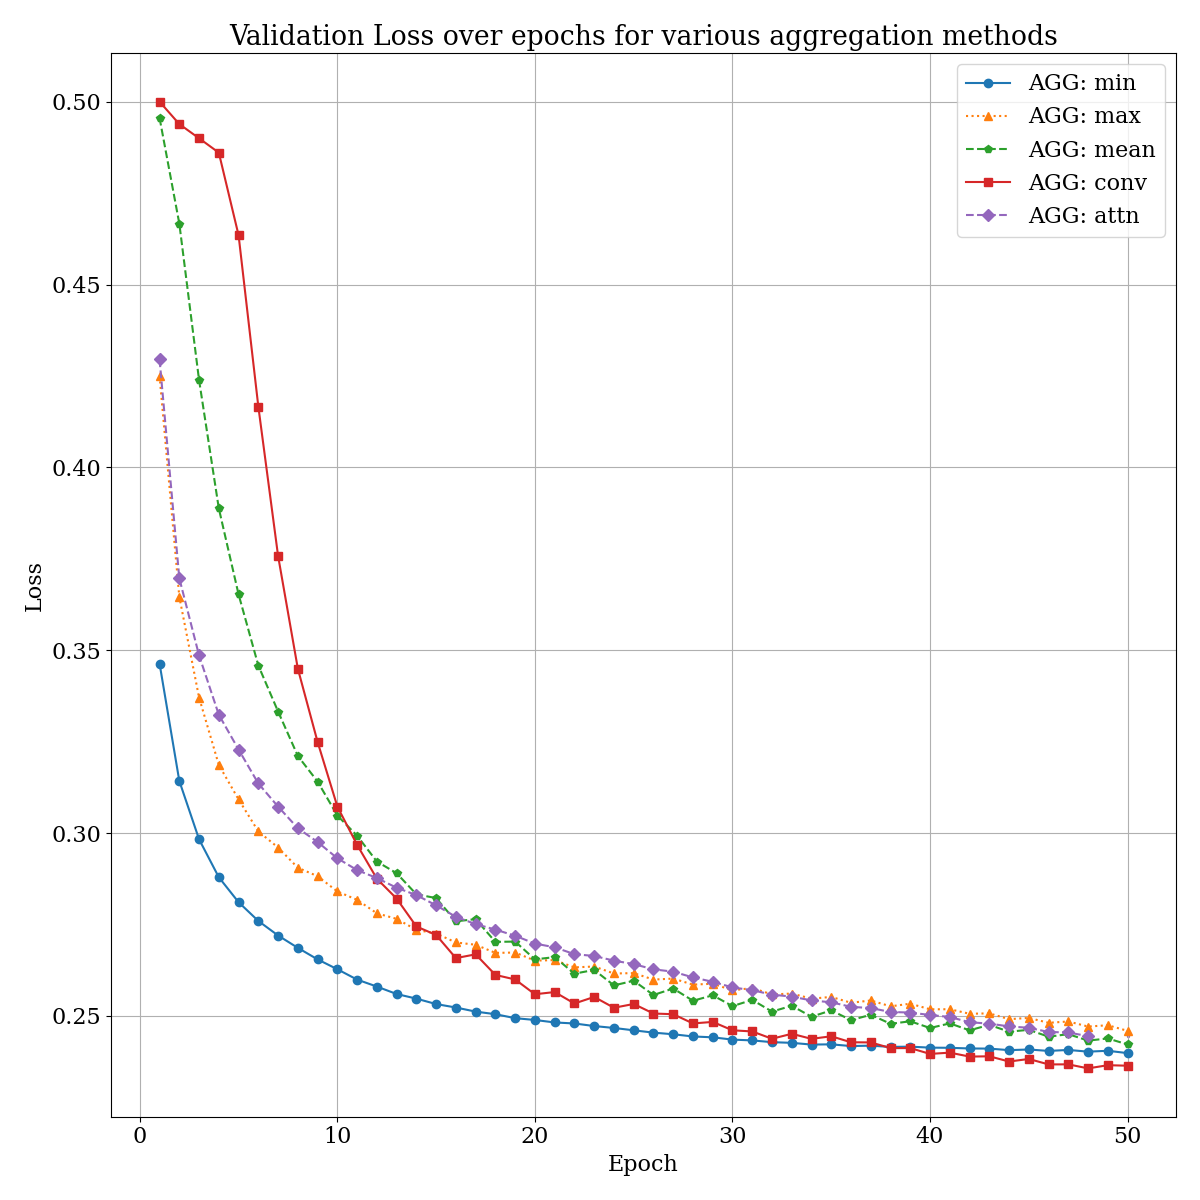 Validation Loss over epochs for various aggregation methods
AGG: min
AGG: max
AGG: mean
AGG: conv
AGG: attn
0.50
0.45
0.40
0.35
0.30
0.25
Loss
0 10 20 30 40 50
Epoch